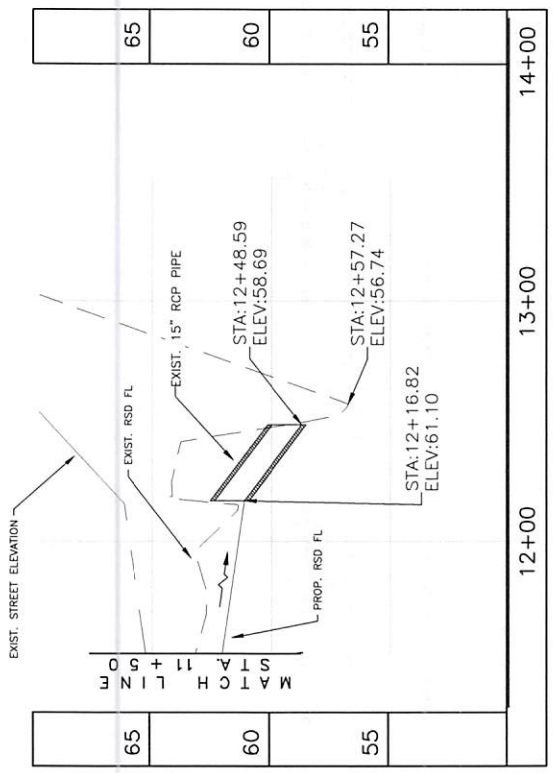 65
60
55
65
60
55
EXIST. STREET ELEVATION
EXIST. RSD FL
EXIST. 15" RCP PIPE
STA:12+48.59
ELEV:58.69
STA:12+57.27
ELEV:56.74
STA:12+16.82
ELEV:61.10
PROP. RSD FL
MATCH LINE
STA. 11+50
12+00
13+00
14+00